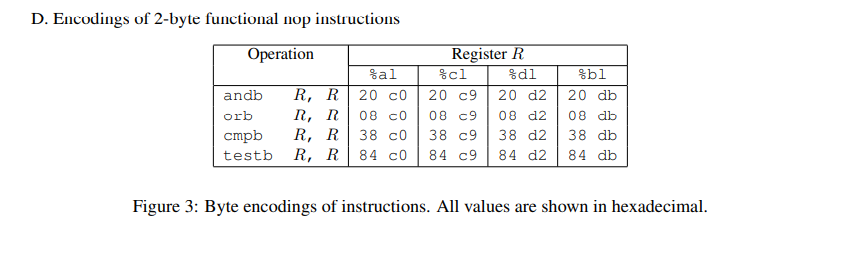 D. Encodings of 2-byte functional nop instructions
Operation Register R
%al %cl %dl %bl
andb R, R 20 c0 20 c9 20 d2 20 db
orb R, R 08 c0 08 c9 08 d2 08 db
cmpb R, R 38 c0 38 c9 38 d2 38 db
testb R, R 84 c0 84 c9 84 d2 84 db
Figure 3: Byte encodings of instructions. All values are shown in hexadecimal.